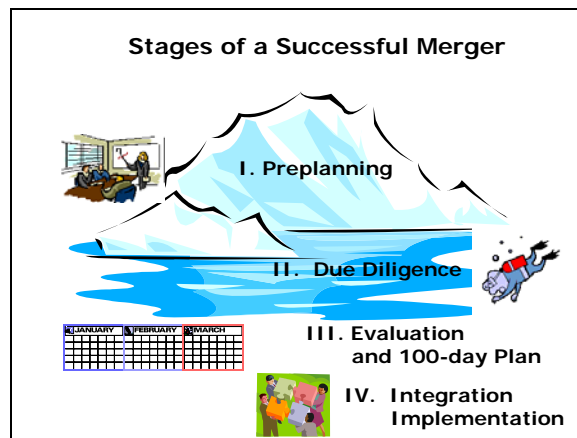 Stages of a Successful Merger
I. Preplanning
II. Due Diligence
JANUARY FEBRUARY MARCH
III. Evaluation
and 100-day Plan
IV. Integration
Implementation